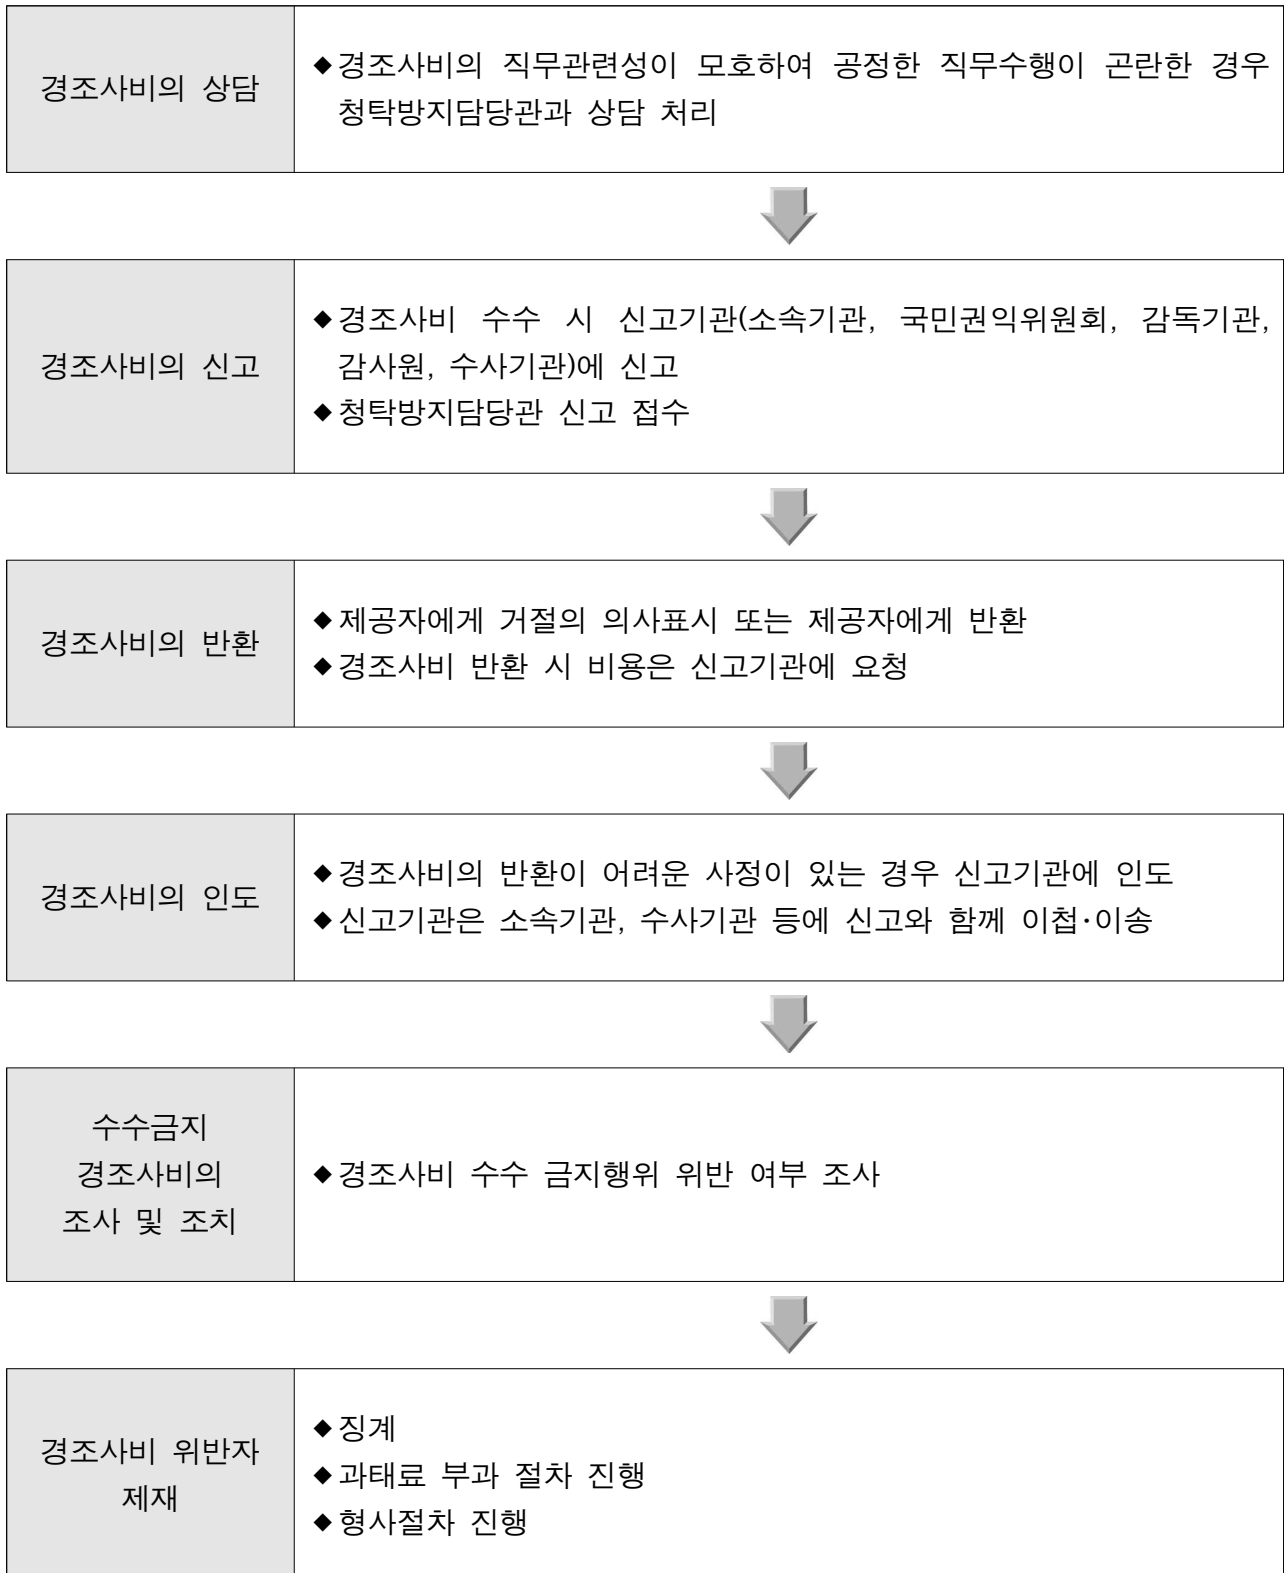 경조사비의 상담
◆경조사비의 직무관련성이 모호하여 공정한 직무수행이 곤란한 경우
청탁방지담당관과 상담 처리
경조사비의 신고
◆경조사비 수수 시 신고기관(소속기관, 국민권익위원회, 감독기관,
감사원, 수사기관)에 신고
◆청탁방지담당관 신고 접수
경조사비의 반환
◆제공자에게 거절의 의사표시 또는 제공자에게 반환
◆경조사비 반환 시 비용은 신고기관에 요청
경조사비의 인도
◆경조사비의 반환이 어려운 사정이 있는 경우 신고기관에 인도
◆신고기관은 소속기관, 수사기관 등에 신고와 함께 이첩·이송
수수금지
경조사비의
조사 및 조치
◆경조사비 수수 금지행위 위반 여부 조사
경조사비 위반자
제재
◆징계
◆과태료 부과 절차 진행
◆형사절차 진행